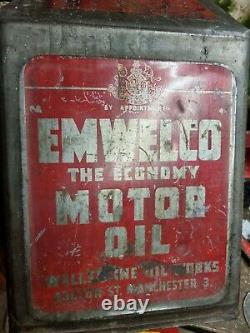 BY APPOINTMENT
EMWELCO
THE ECONOMY
MOTOR
OIL
OIL WORKS
ST. MANCHESTER 3.